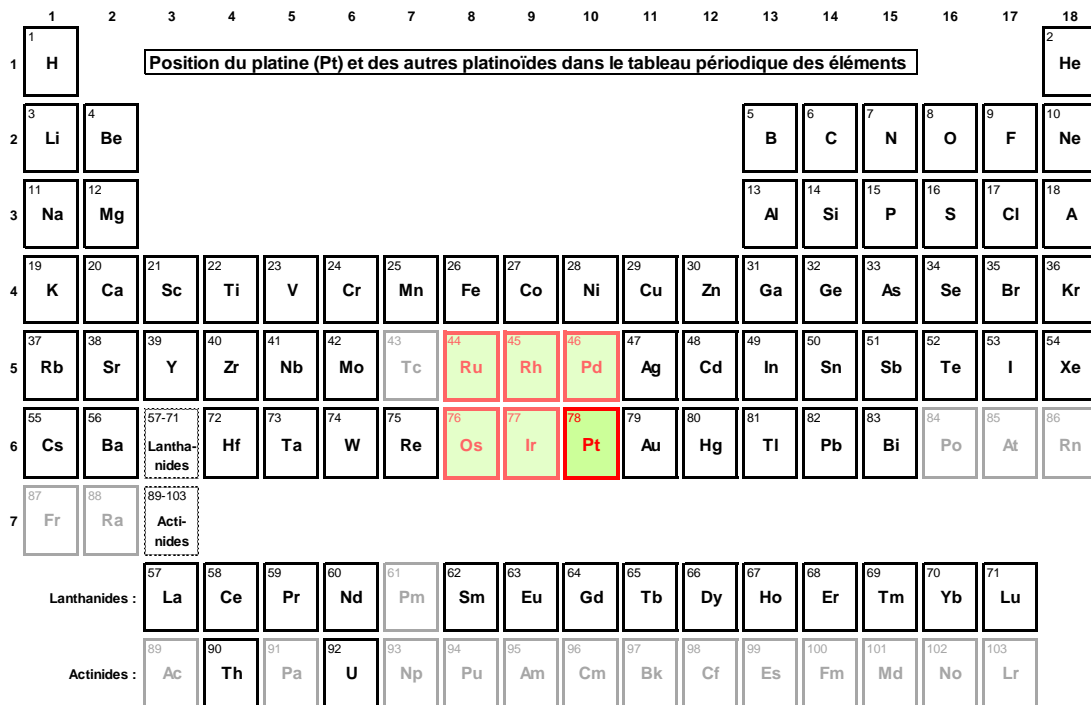 1 2 3 4 5 6 7 8 9 10 11 12 13 14 15 16 17 18
Position du platine (Pt) et des autres platinoïdes dans le tableau périodique des éléments
1 2
1 H He
3 4 5 6 7 8 9 10
2 Li Be B C N O F Ne
11 12 13 14 15 16 17 18
3 Na Mg Al Si P S Cl A
19 20 21 22 23 24 25 26 27 28 29 30 31 32 33 34 35 36
4 K Ca Sc Ti V Cr Mn Fe Co Ni Cu Zn Ga Ge As Se Br Kr
37 38 39 40 41 42 43 44 45 46 47 48 49 50 51 52 53 54
5 Rb Sr Y Zr Nb Mo Tc Ru Rh Pd Ag Cd In Sn Sb Te I Xe
55 56 57-71 72 73 74 75 76 77 78 79 80 81 82 83 84 85 86
6 Cs Ba Lantha- Hf Ta W Re Os Ir Pt Au Hg Tl Pb Bi Po At Rn
nides
87 88 89-103
7 Fr Ra Acti-
nides
57 58 59 60 61 62 63 64 65 66 67 68 69 70 71
Lanthanides : La Ce Pr Nd Pm Sm Eu Gd Tb Dy Ho Er Tm Yb Lu
89 90 91 92 93 94 95 96 97 98 99 100 101 102 103
Actinides : Ac Th Pa U Np Pu Am Cm Bk Cf Es Fm Md No Lr